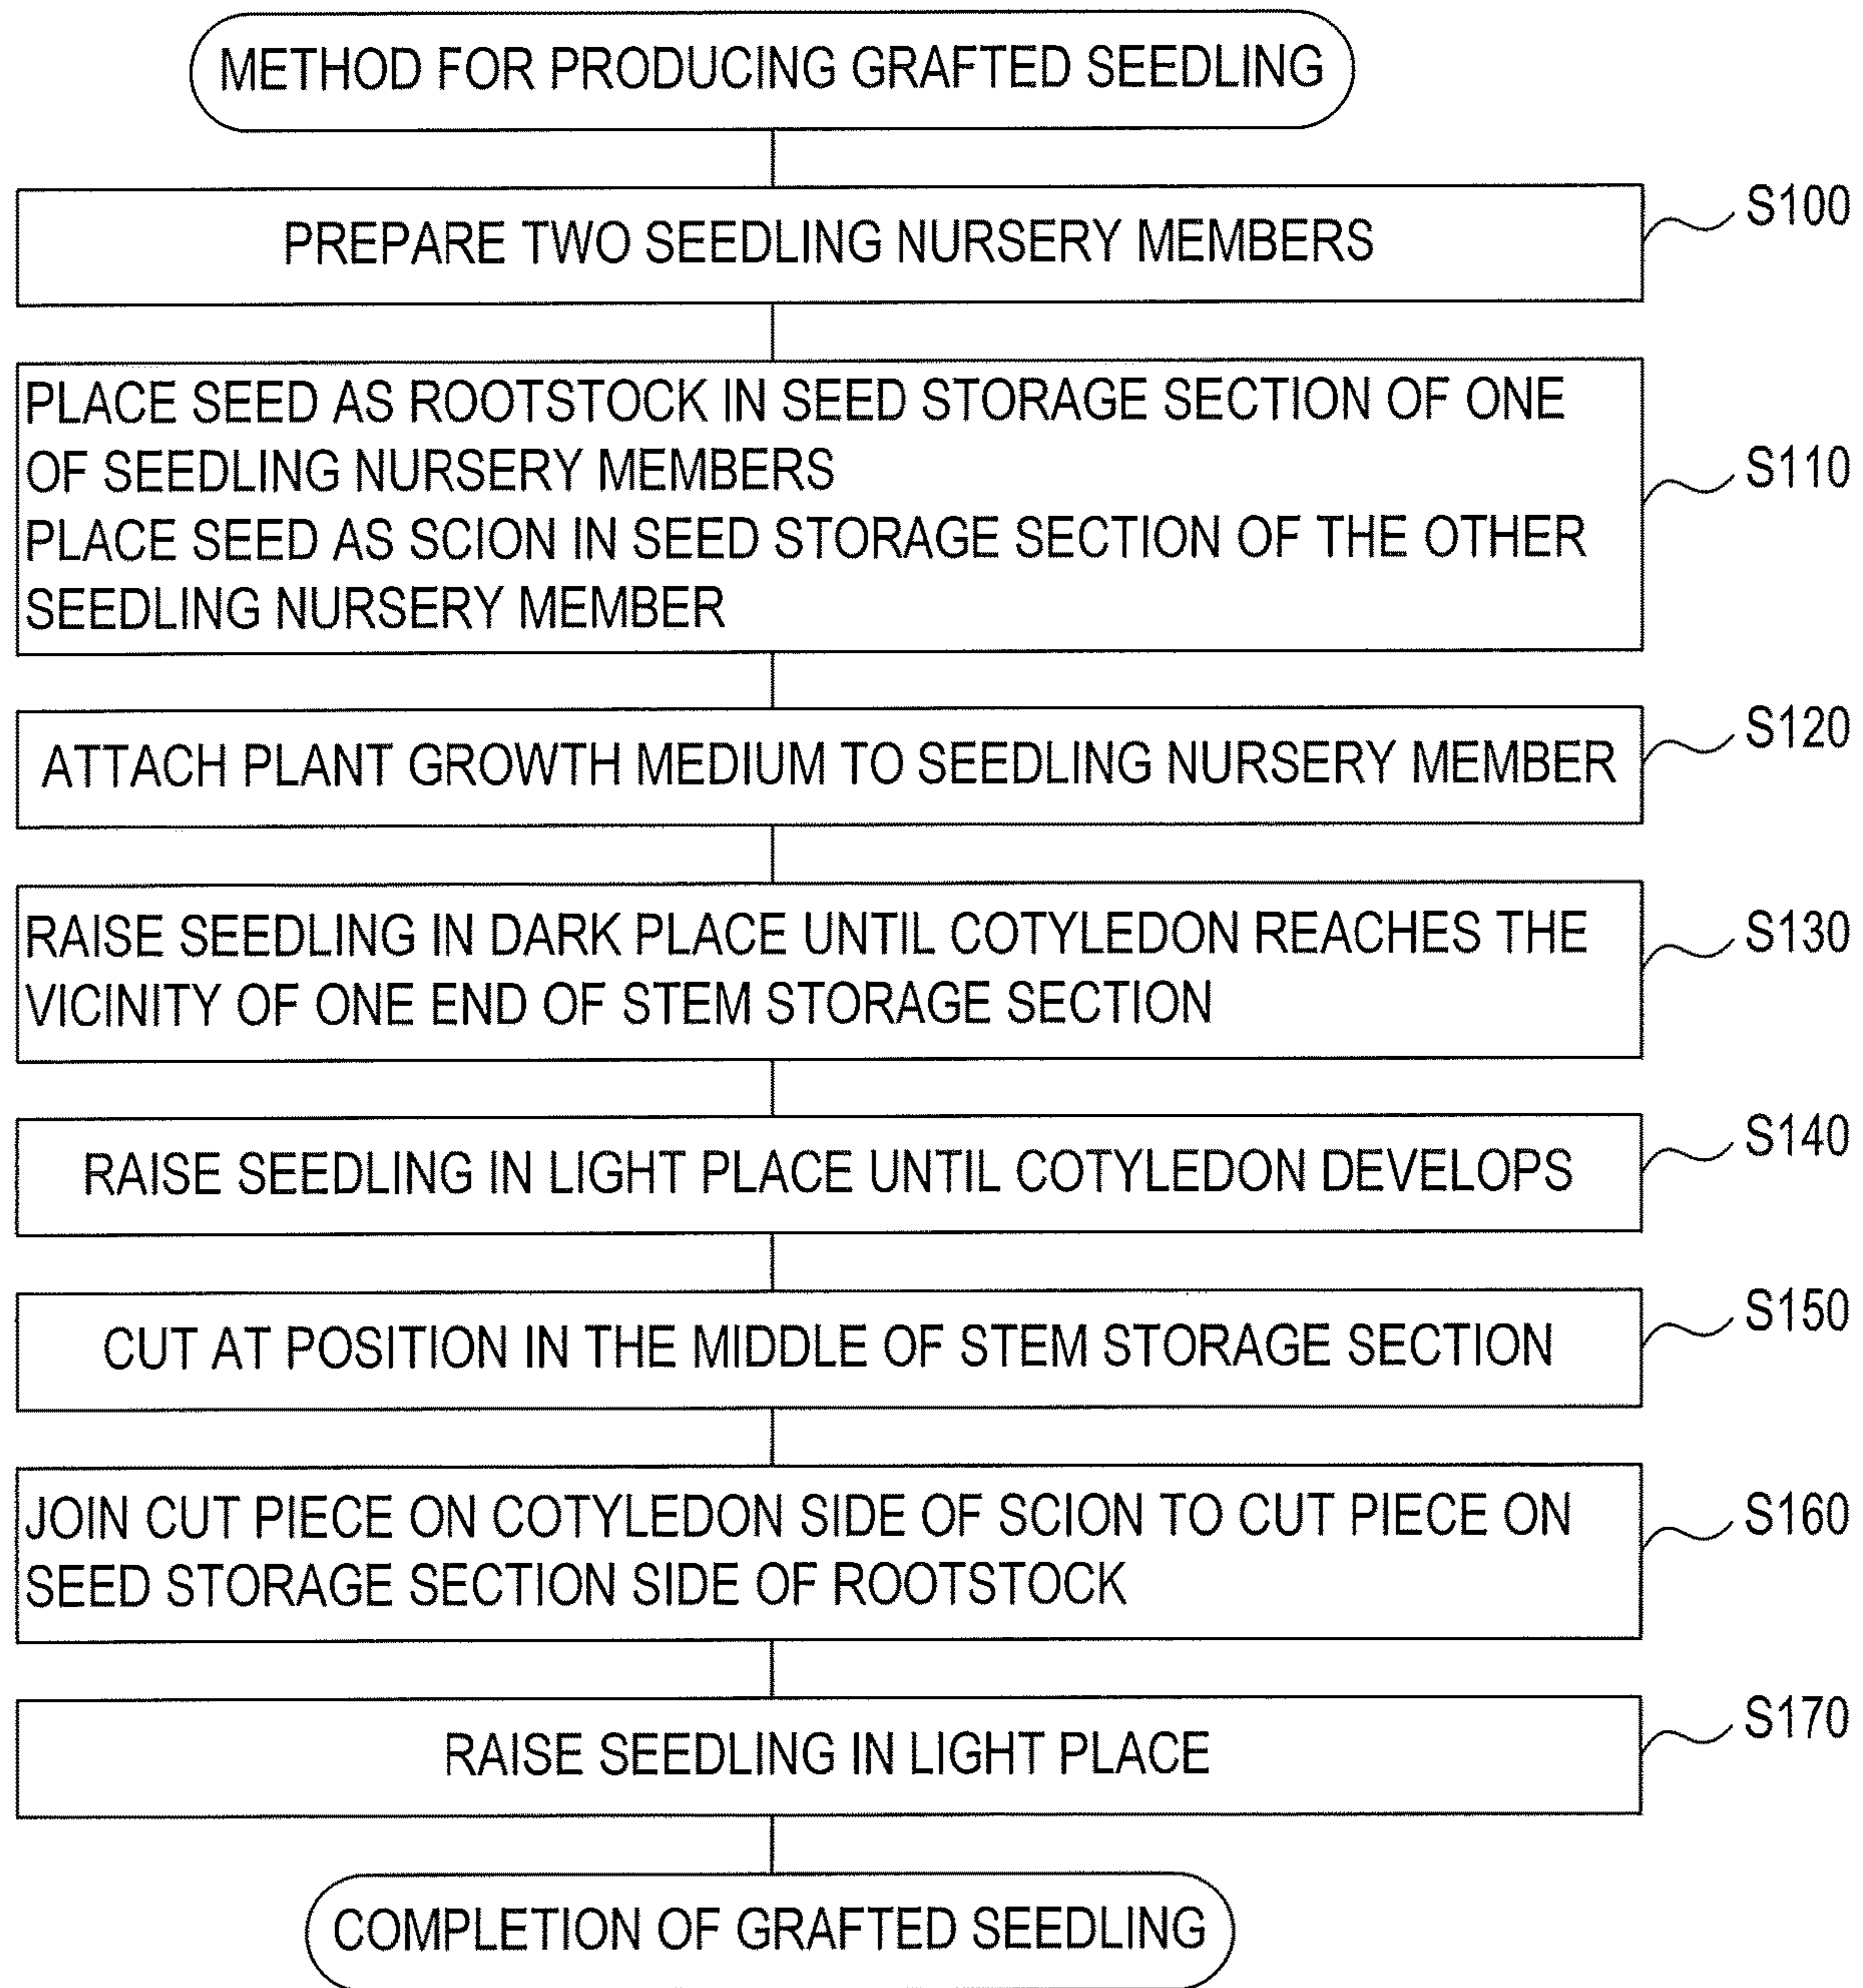 METHOD FOR PRODUCING GRAFTED SEEDLING
PREPARE TWO SEEDLING NURSERY MEMBERS
S100
PLACE SEED AS ROOTSTOCK IN SEED STORAGE SECTION OF ONE
OF SEEDLING NURSERY MEMBERS
PLACE SEED AS SCION IN SEED STORAGE SECTION OF THE OTHER
SEEDLING NURSERY MEMBER
S110
ATTACH PLANT GROWTH MEDIUM TO SEEDLING NURSERY MEMBER
S120
RAISE SEEDLING IN DARK PLACE UNTIL COTYLEDON REACHES THE
VICINITY OF ONE END OF STEM STORAGE SECTION
S130
RAISE SEEDLING IN LIGHT PLACE UNTIL COTYLEDON DEVELOPS
S140
CUT AT POSITION IN THE MIDDLE OF STEM STORAGE SECTION
S150
JOIN CUT PIECE ON COTYLEDON SIDE OF SCION TO CUT PIECE ON
SEED STORAGE SECTION SIDE OF ROOTSTOCK
S160
RAISE SEEDLING IN LIGHT PLACE
S170
COMPLETION OF GRAFTED SEEDLING